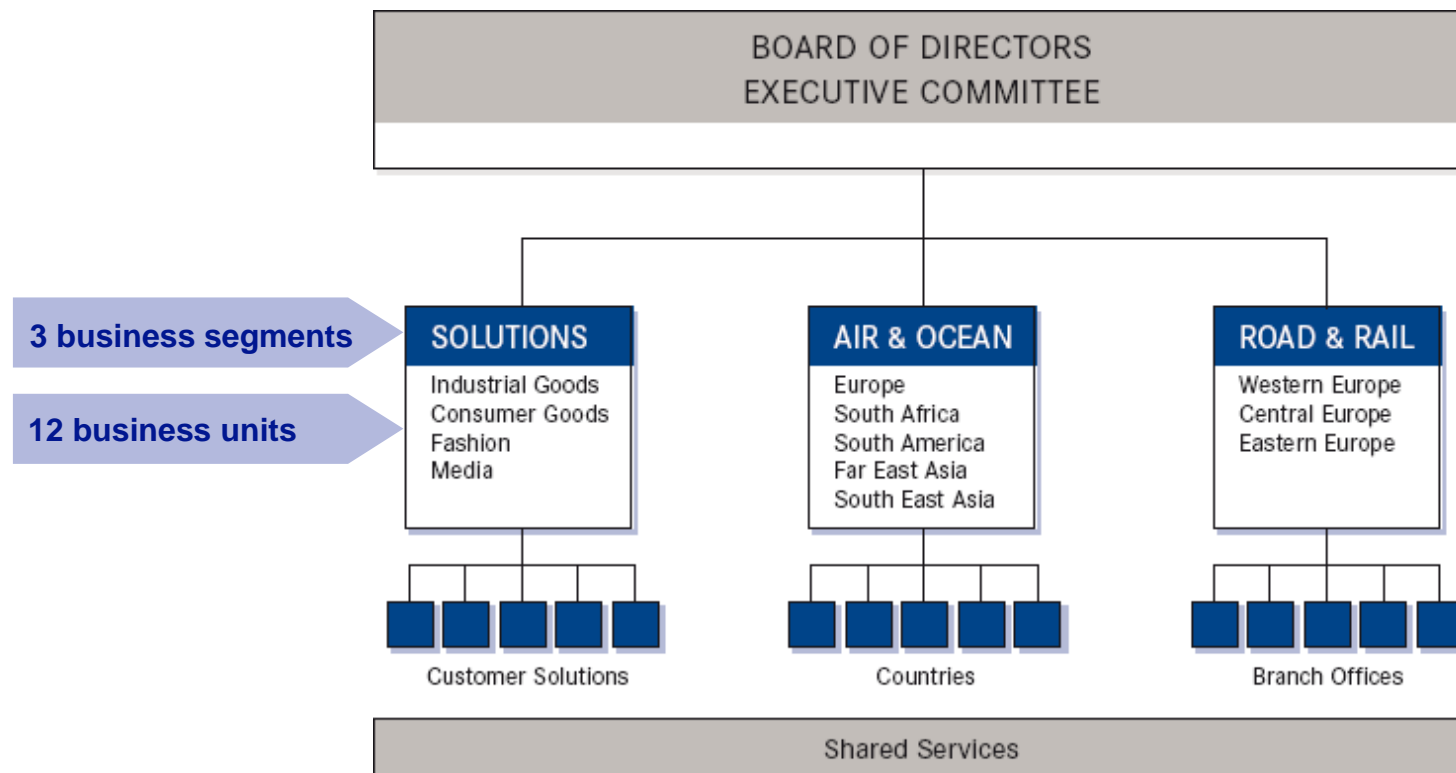 BOARD OF DIRECTORS
EXECUTIVE COMMITTEE
3 business segments
12 business units
SOLUTIONS
Industrial Goods
Consumer Goods
Fashion
Media
AIR & OCEAN
Europe
South Africa
South America
Far East Asia
South East Asia
ROAD & RAIL
Western Europe
Central Europe
Eastern Europe
Customer Solutions
Countries
Branch Offices
Shared Services